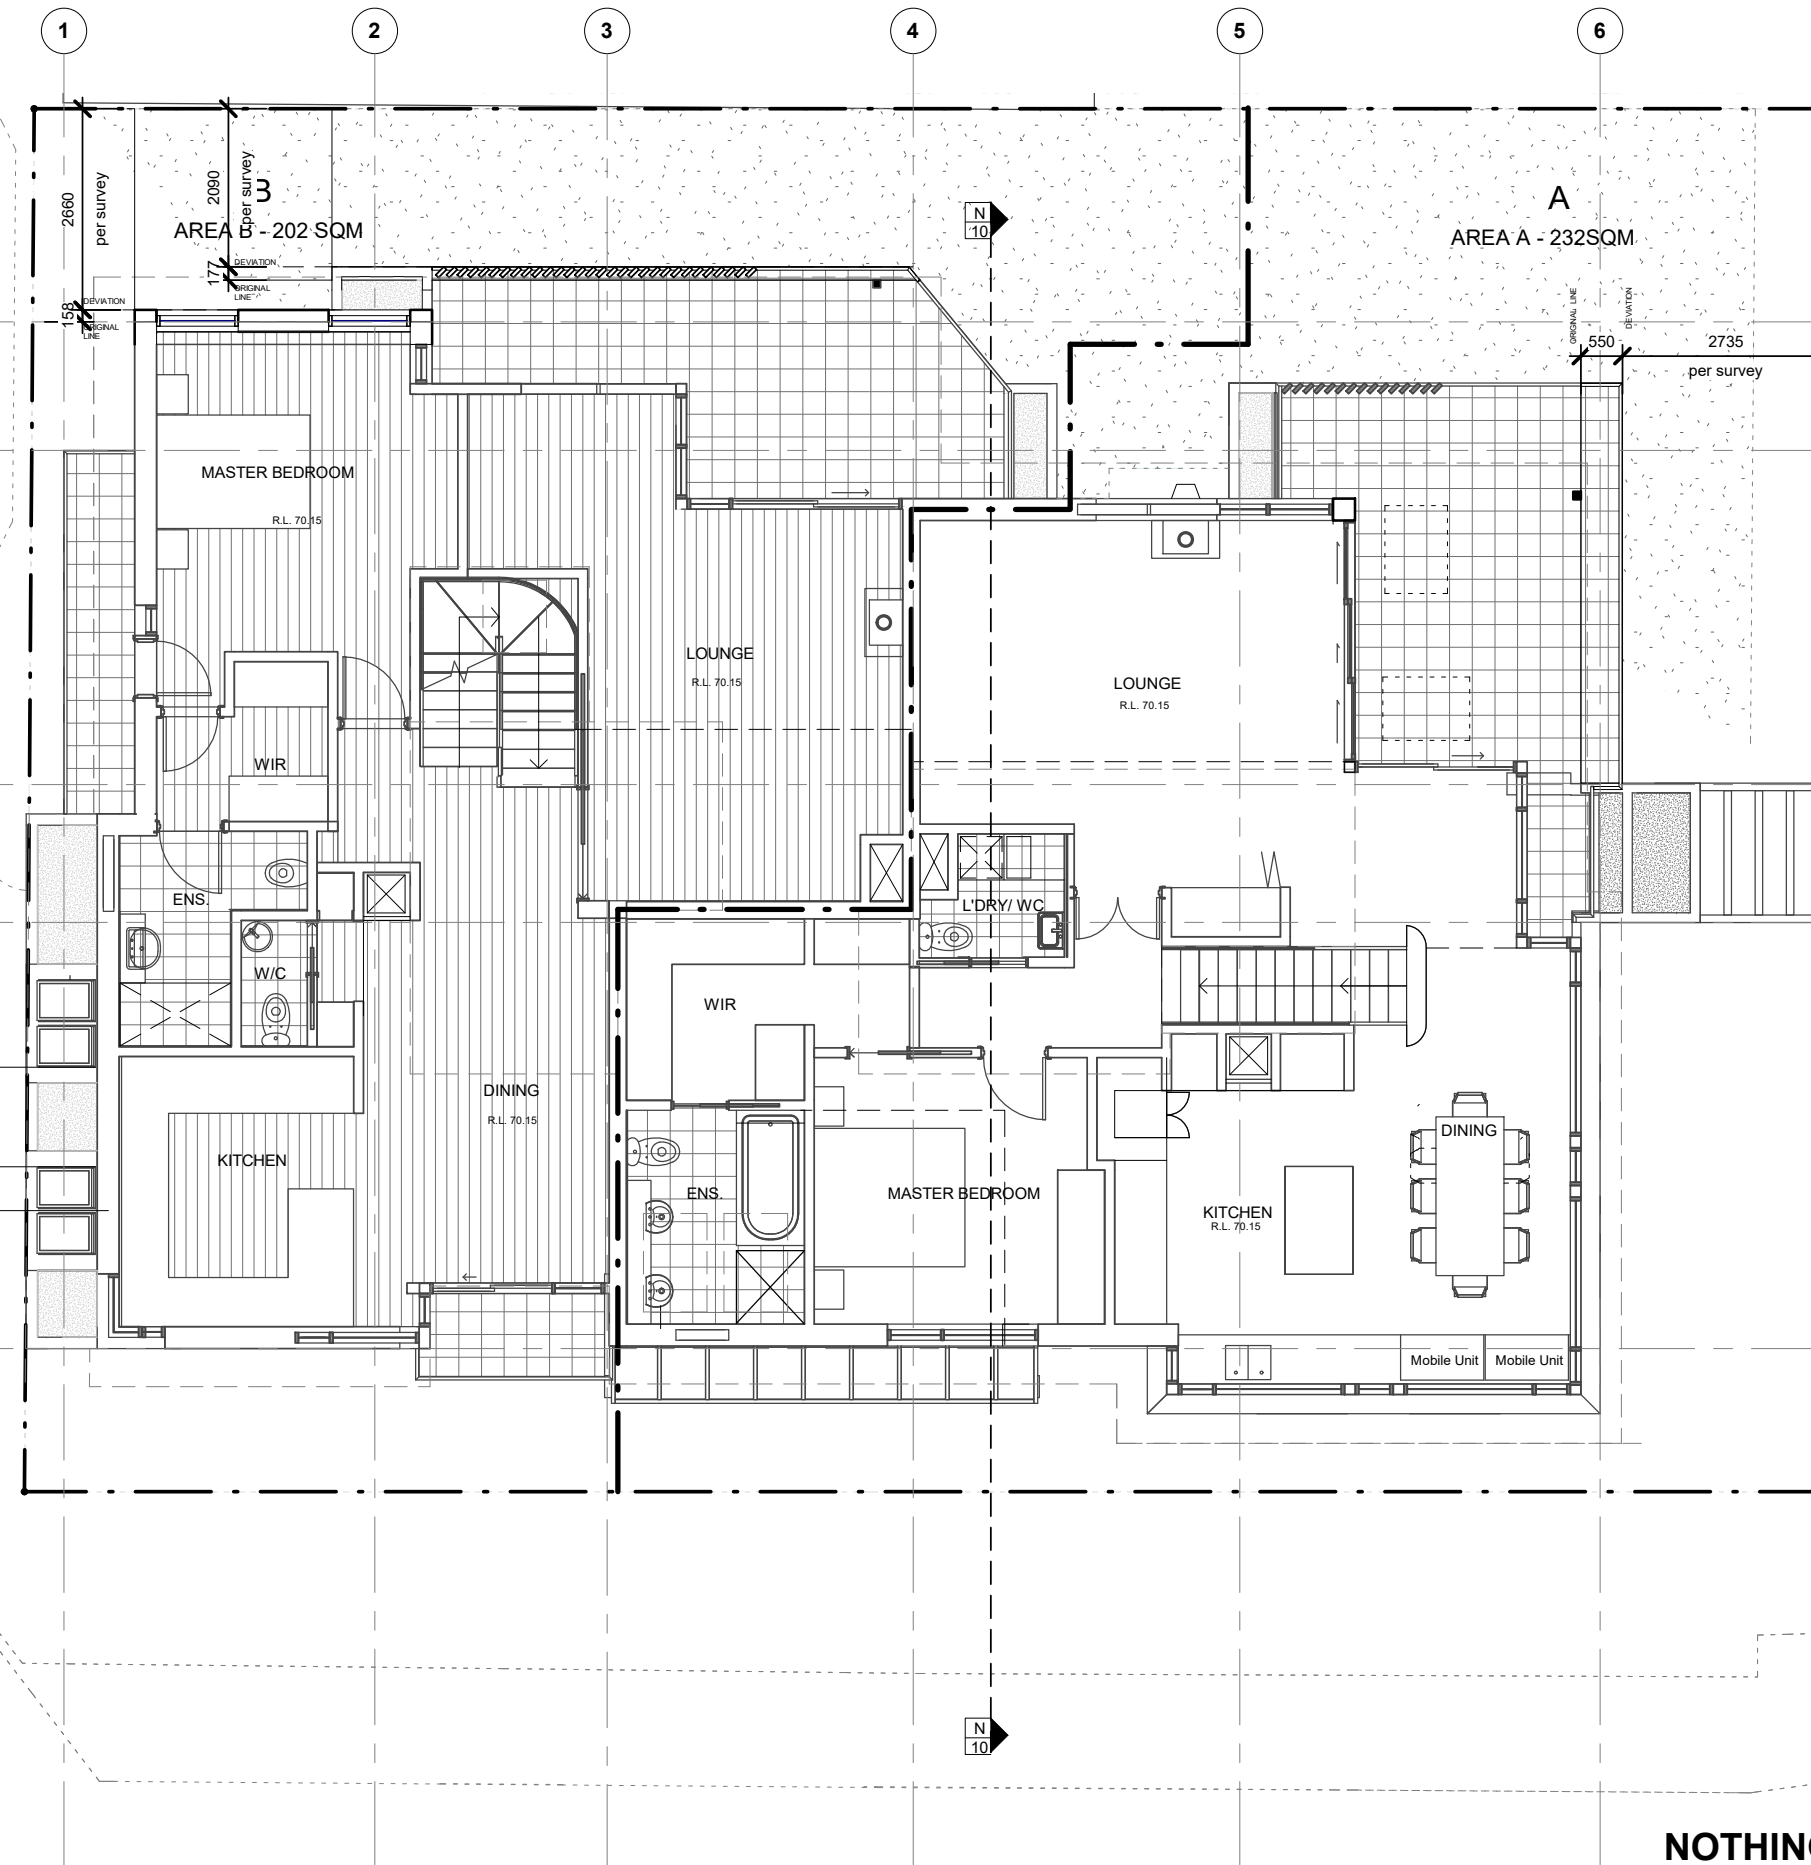 1
2
3
4
5
6
2660
per survey
2090
per survey
B
AREA B - 202 SQM
177
DEVIATION
ORIGINAL
LINE
158
DEVIATION
ORIGINAL
LINE
N
10
A
AREA A - 232SQM
ORIGINAL LINE
DEVIATION
550
2735
per survey
MASTER BEDROOM
R.L. 70.15
LOUNGE
R.L. 70.15
LOUNGE
R.L. 70.15
WIR
ENS.
L'DRY/ WC
W/C
WIR
DINING
R.L. 70.15
KITCHEN
ENS.
MASTER BEDROOM
DINING
KITCHEN
R.L. 70.15
Mobile Unit
Mobile Unit
N
10
NOTHING